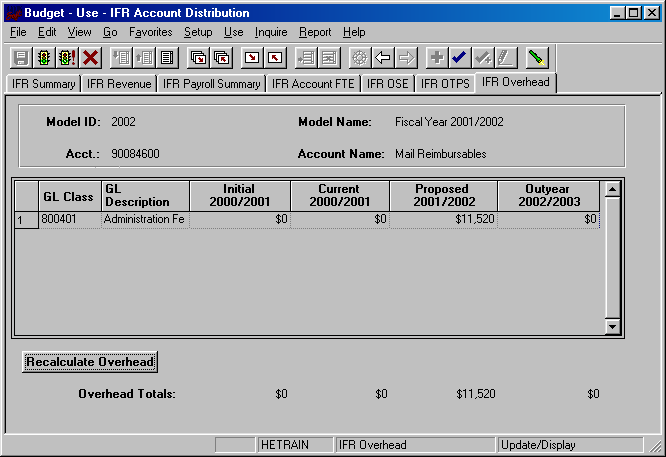 Budget - Use - IFR Account Distribution
File Edit View Go Favorites Setup Use Inquire Report Help
IFR Summary IFR Revenue IFR Payroll Summary IFR Account FTE IFR OSE IFR OTPS IFR Overhead
Model ID: 2002 Model Name: Fiscal Year 2001/2002
Acct.: 90084600 Account Name: Mail Reimbursables
GL Class GL Description Initial 2000/2001 Current 2000/2001 Proposed 2001/2002 Outyear 2002/2003
1 800401 Administration Fe $0 $0 $11,520 $0
Recalculate Overhead
Overhead Totals: $0 $0 $11,520 $0
HETRAIN IFR Overhead Update/Display